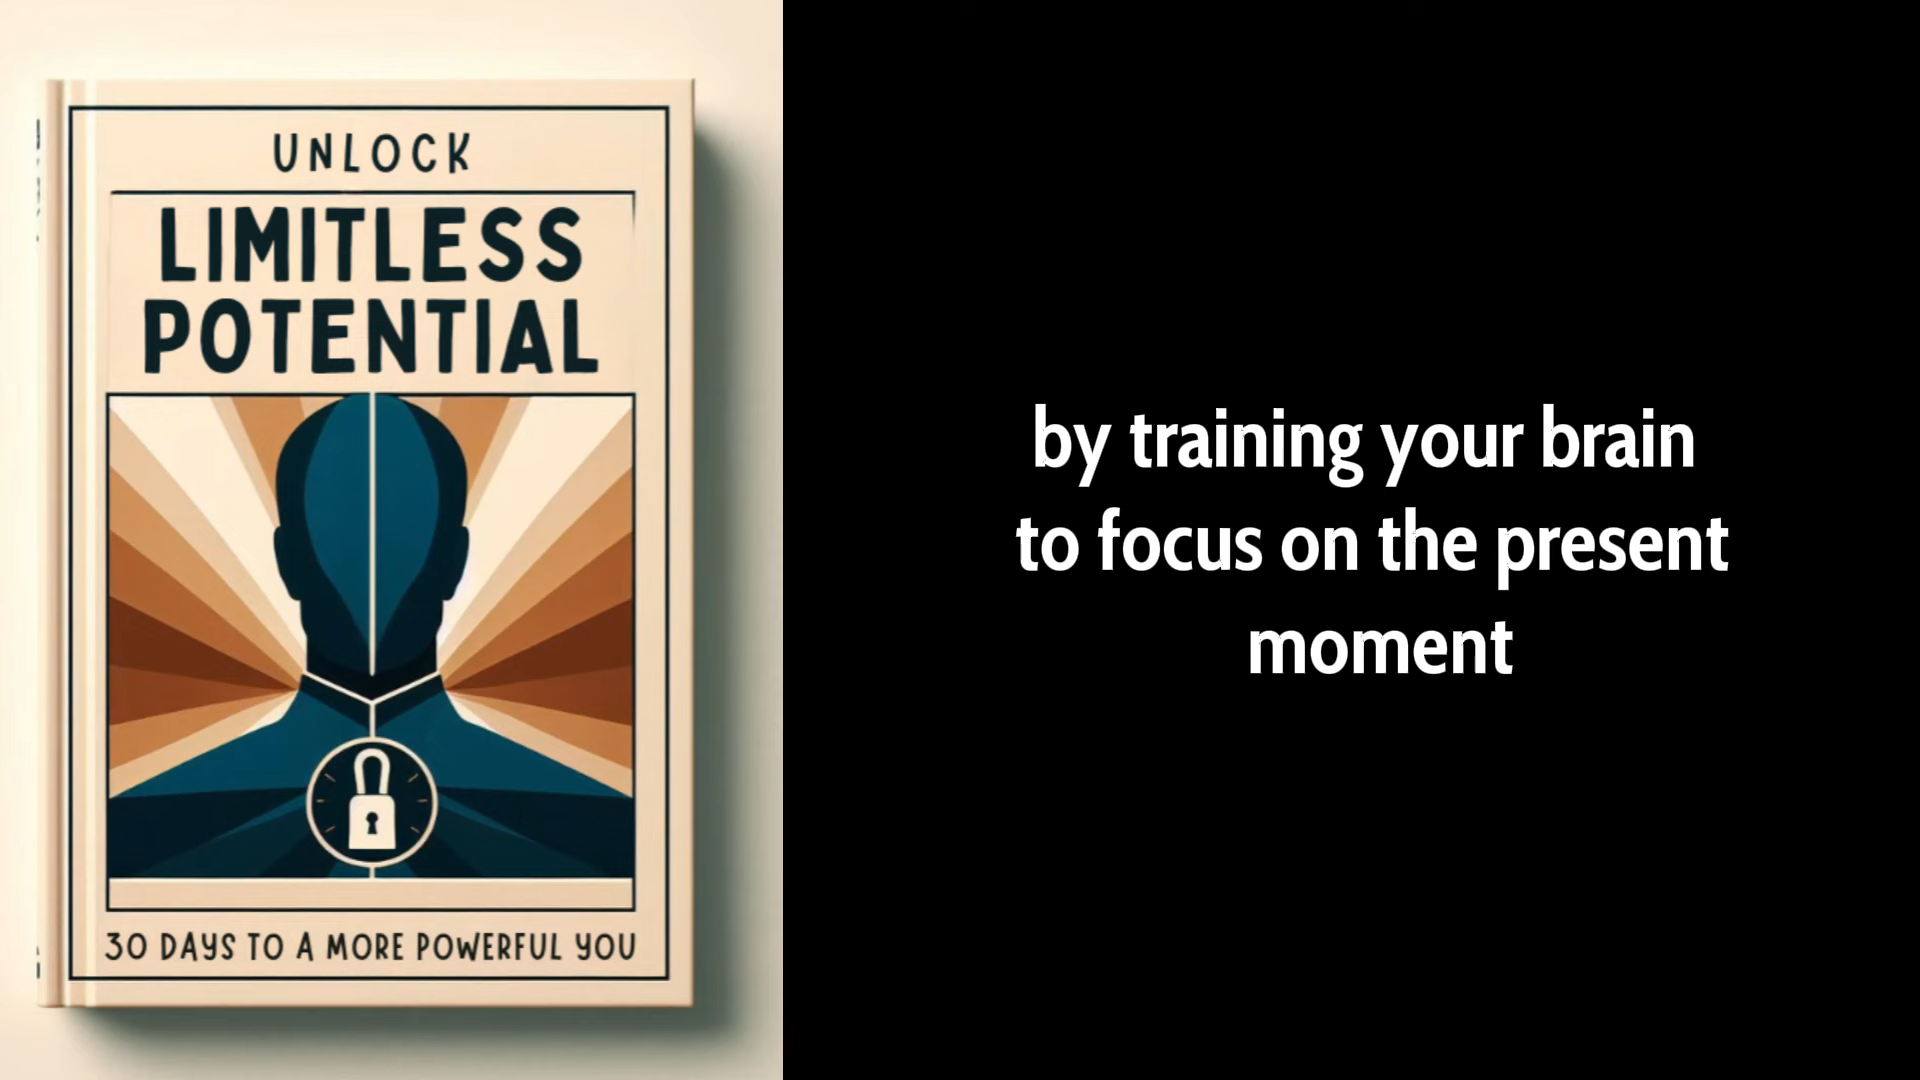 UNLOCK
LIMITLESS
POTENTIAL
30 DAYS TO A MORE POWERFUL YOU
by training your brain
to focus on the present
moment